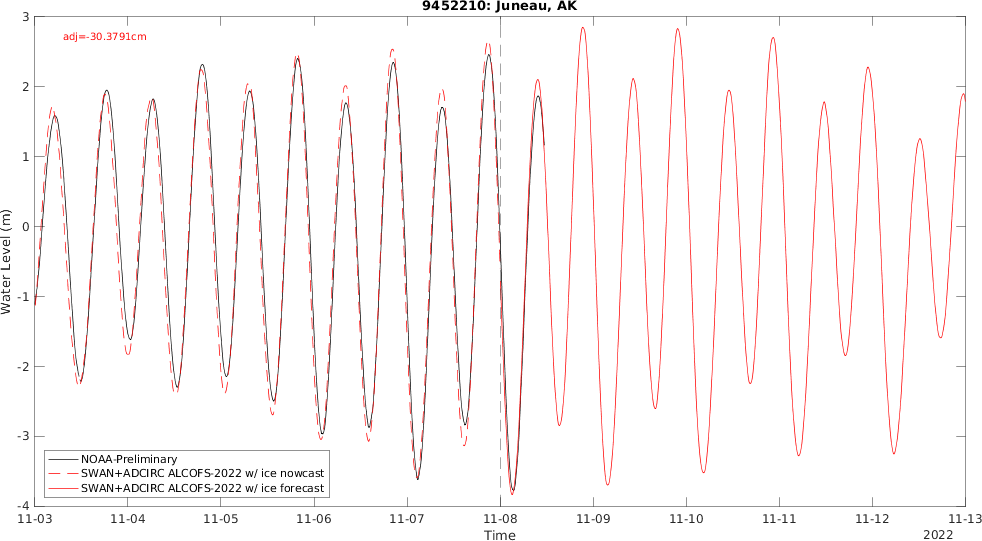 9452210: Juneau, AK
adj=-30.3791cm
3
2
1
0
-1
-2
-3
-4
Water Level (m)
NOAA-Preliminary
SWAN+ADCIRC ALCOFS-2022 w/ ice nowcast
SWAN+ADCIRC ALCOFS-2022 w/ ice forecast
11-03 11-04 11-05 11-06 11-07 11-08 11-09 11-10 11-11 11-12 11-13
Time
2022